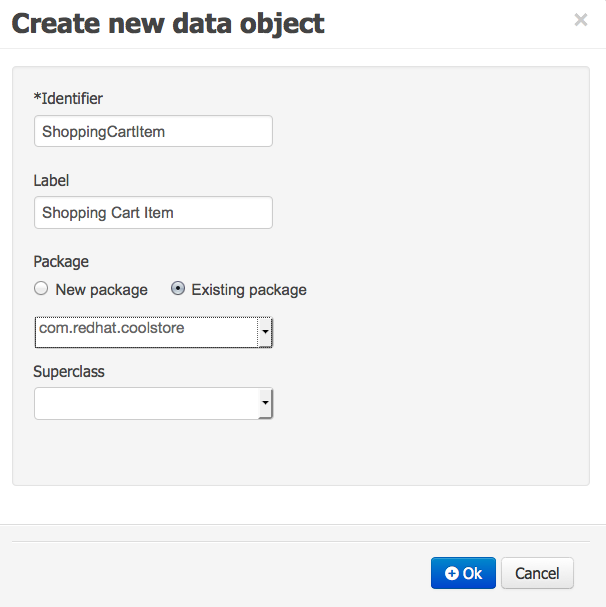 Create new data object
*Identifier
ShoppingCartItem
Label
Shopping Cart Item
Package
New package Existing package
com.redhat.coolstore
Superclass
Ok Cancel